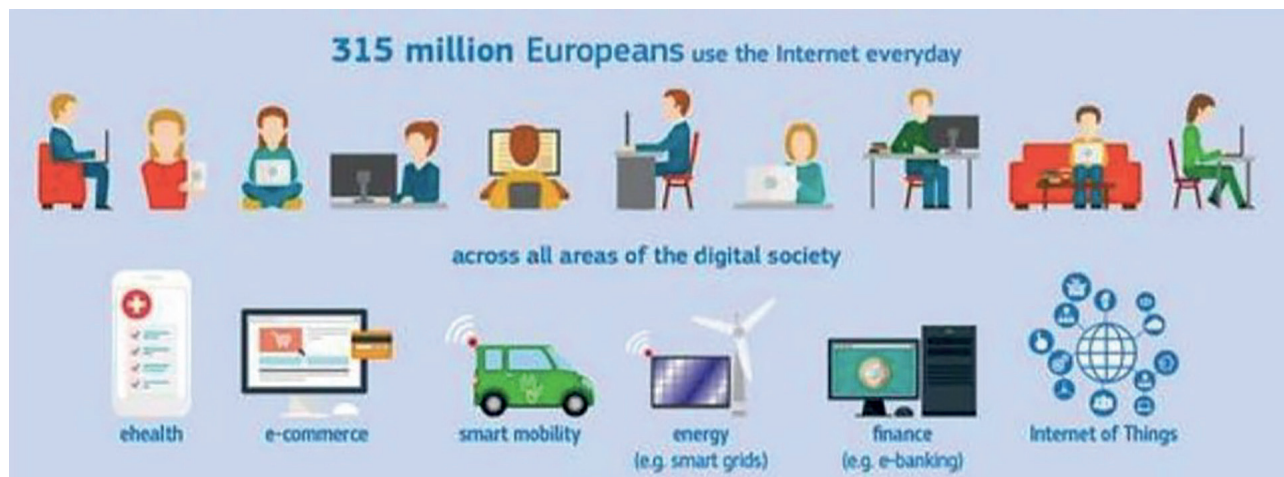 315 million Europeans use the Internet everyday
across all areas of the digital society
ehealth
e-commerce
smart mobility
energy
(e.g. smart grids)
finance
(e.g. e-banking)
Internet of Things